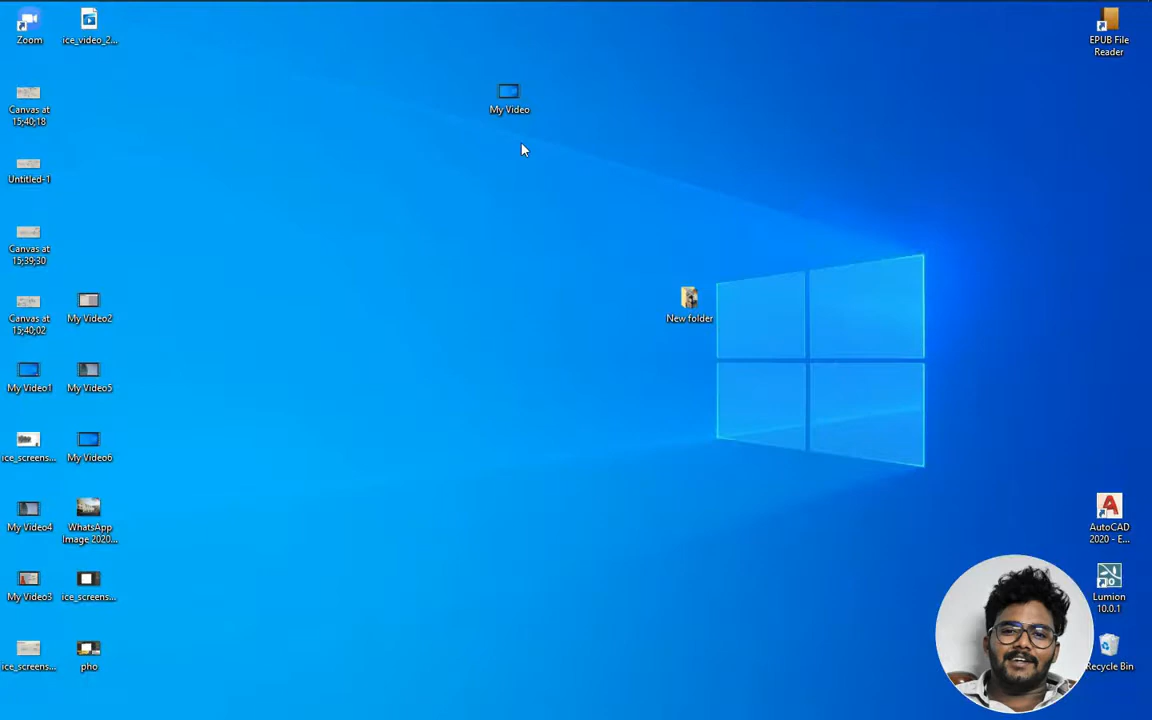 Zoom
ice_video_2...
EPUB File
Reader
My Video
Canvas at
15;40;18
Untitled-1
Canvas at
15;39;30
New folder
Canvas at
15;40;02
My Video2
My Video1
My Video5
ice_screens...
My Video6
My Video4
WhatsApp
Image 2020...
AutoCAD
2020 - E...
My Video3
ice_screens...
Lumion
10.0.1
ice_screens...
pho
Recycle Bin